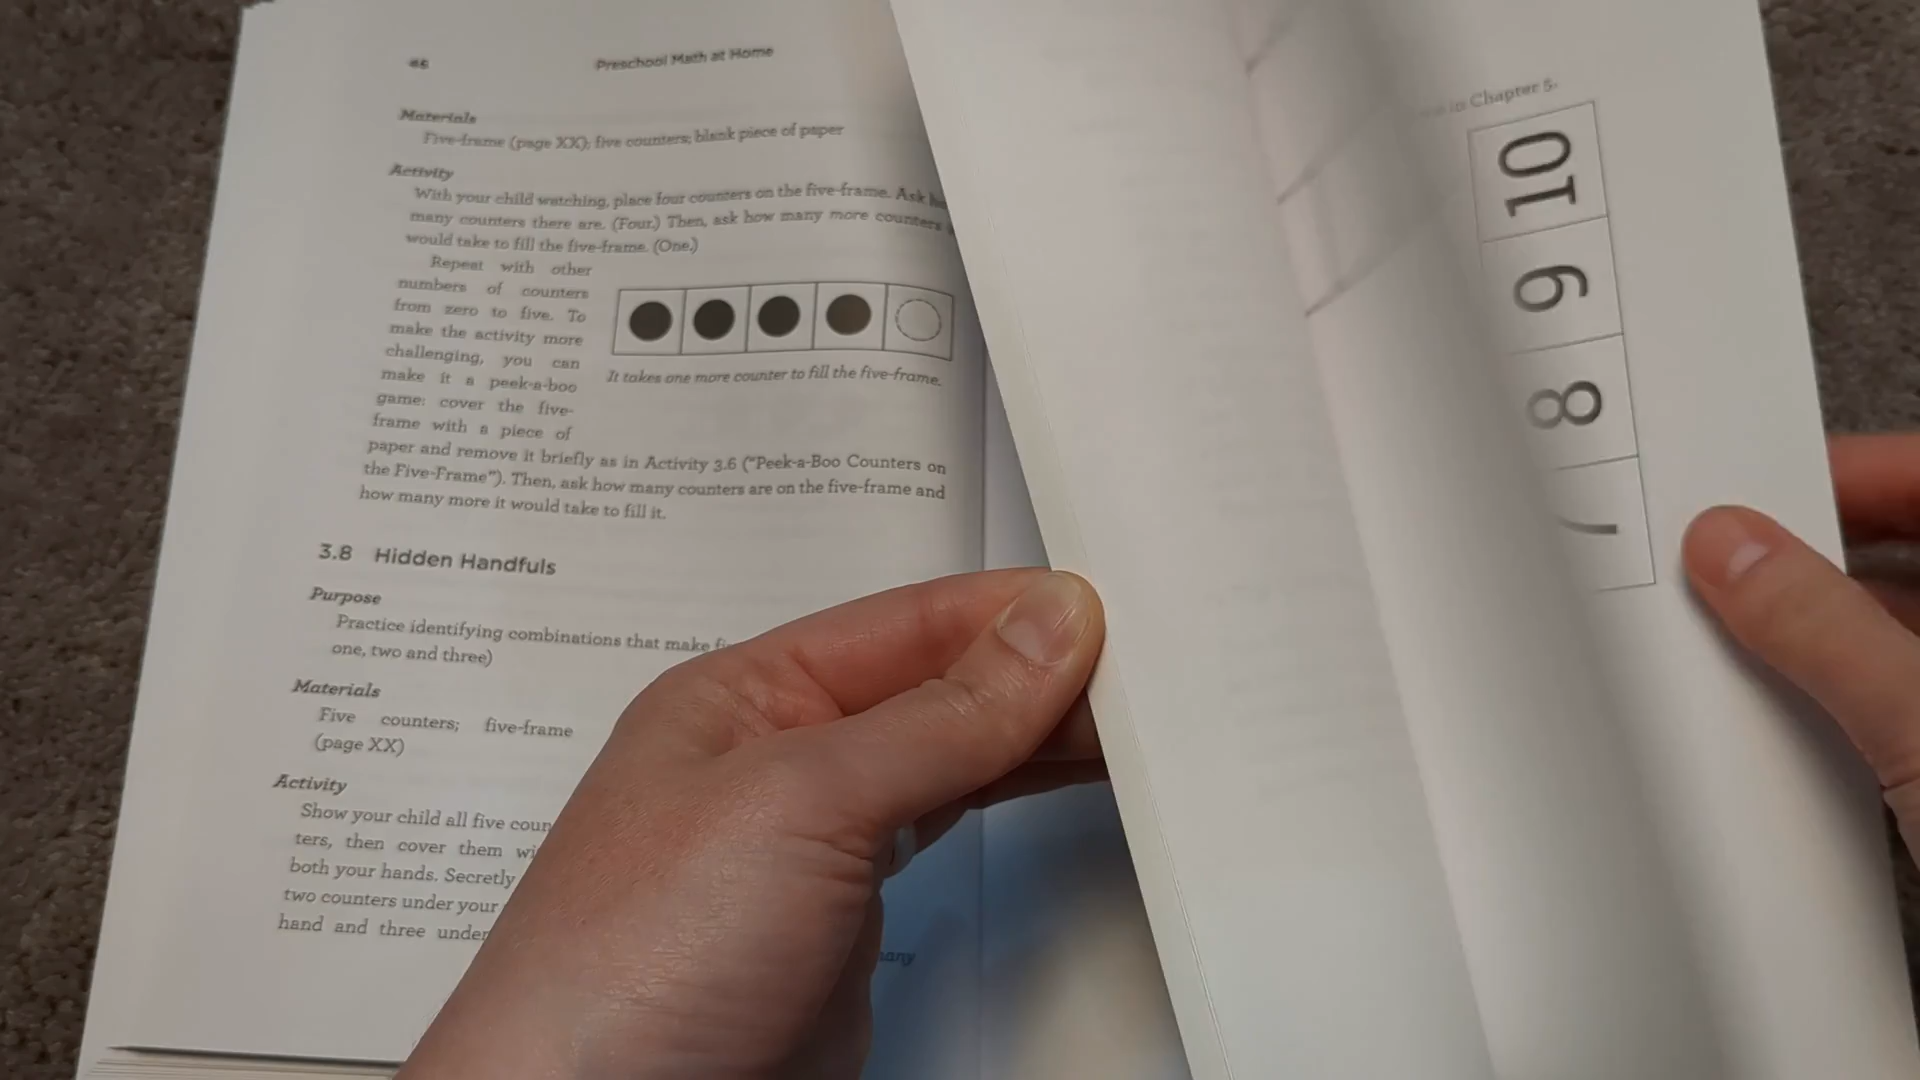 46 Preschool Math at Home
Materials
Five-frame (page XX); five counters; blank piece of paper
Activity
With your child watching, place four counters on the five-frame. Ask
many counters there are. (Four.) Then, ask how many more counters
would take to fill the five-frame. (One.)
Repeat with other
numbers of counters
from zero to five. To
make the activity more
challenging, you can
make it a peek-a-boo
game: cover the five-
frame with a piece of
paper and remove it briefly as in Activity 3.6 ("Peek-a-Boo Counters on
the Five-Frame"). Then, ask how many counters are on the five-frame and
how many more it would take to fill it.
It takes one more counter to fill the five-frame.
3.8 Hidden Handfuls
Purpose
Practice identifying combinations that make
one, two and three)
Materials
Five counters; five-frame
(page XX)
Activity
Show your child all five coun
ters, then cover them
both your hands. Secretly
two counters under your
hand and three under
many
in Chapter 5.
10
9
8
7